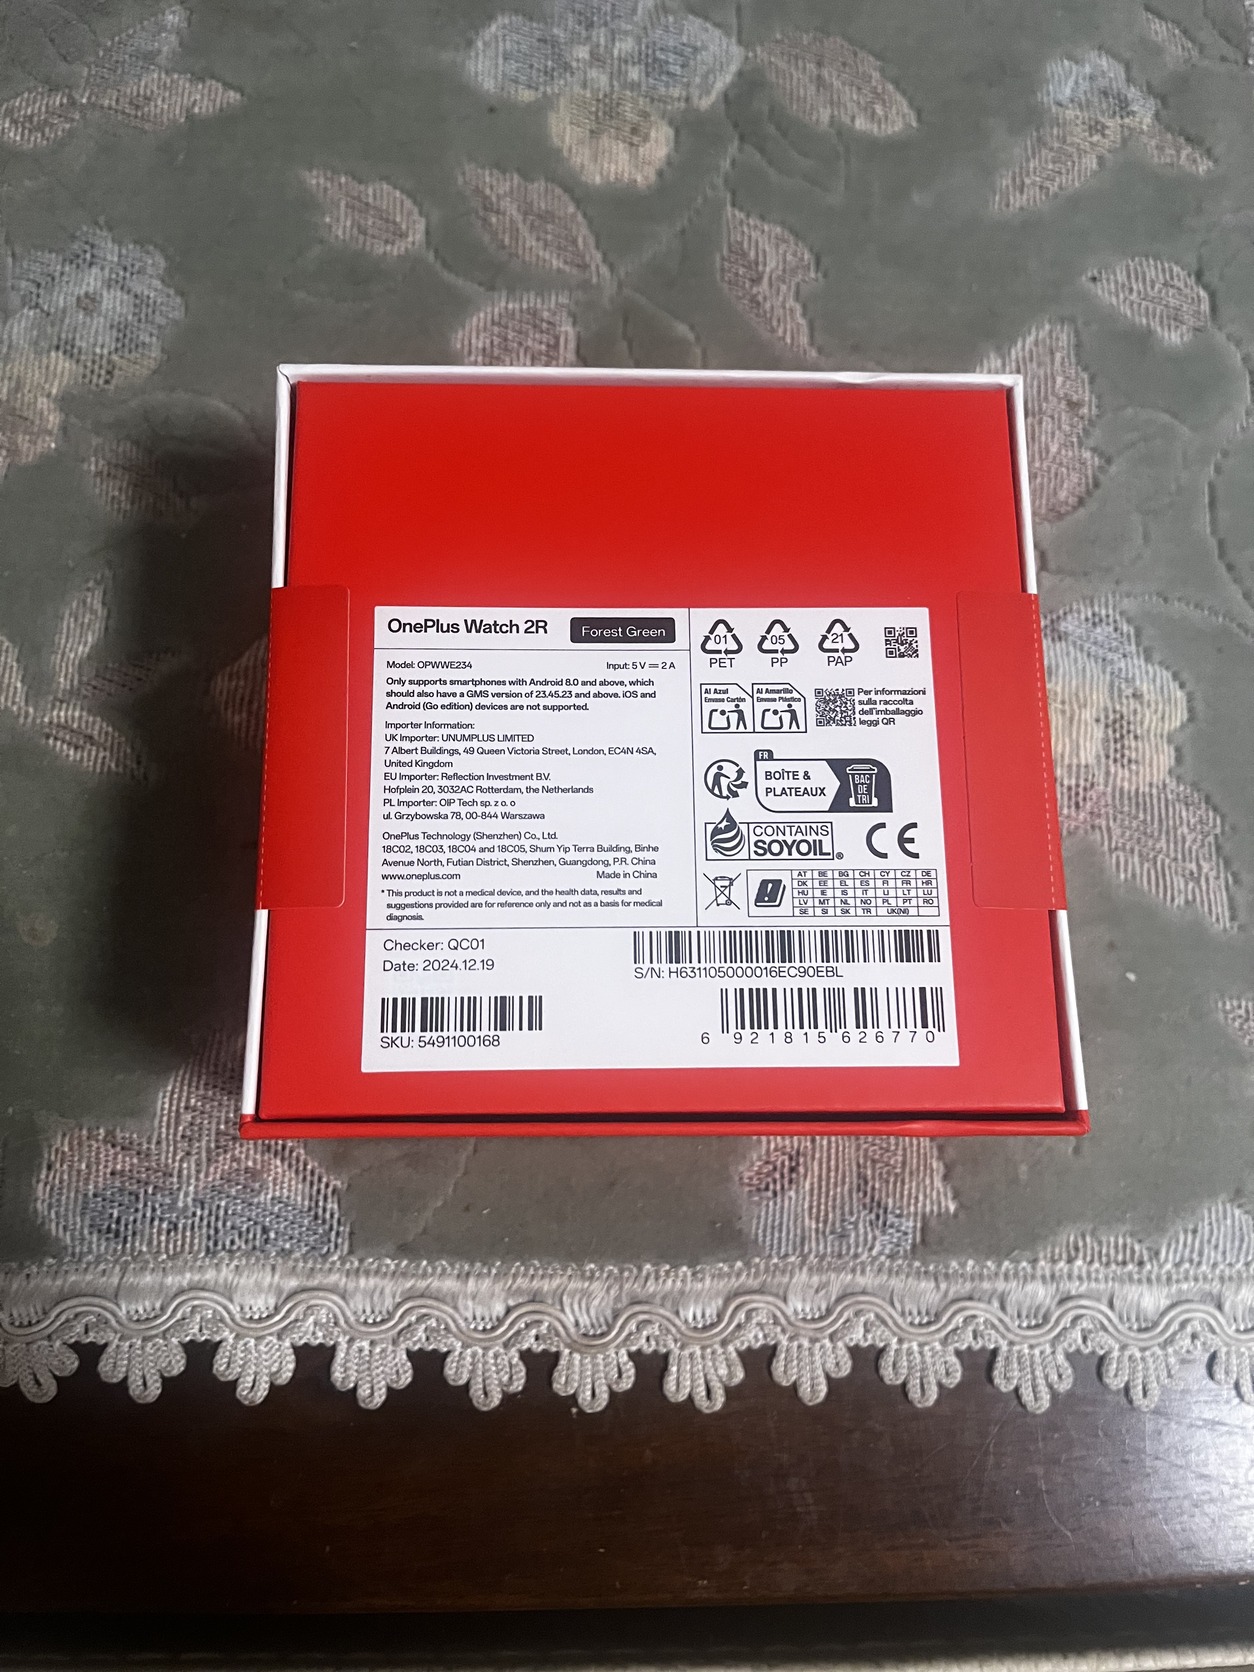 OnePlus Watch 2R
Forest Green
Model: OPWWE234
Input: 5 V ⎓ 2 A
Only supports smartphones with Android 8.0 and above, which
should also have a GMS version of 23.45.23 and above. iOS and
Android (Go edition) devices are not supported.
Importer Information:
UK Importer: UNUMPLUS LIMITED
7 Albert Buildings, 49 Queen Victoria Street, London, EC4N 4SA,
United Kingdom
EU Importer: Reflection Investment B.V.
Hofplein 20, 3032AC Rotterdam, the Netherlands
PL Importer: OIP Tech sp. z o. o
ul. Grzybowska 78, 00-844 Warszawa
OnePlus Technology (Shenzhen) Co., Ltd.
18C02, 18C03, 18C04 and 18C05, Shum Yip Terra Building, Binhe
Avenue North, Futian District, Shenzhen, Guangdong, P.R. China
www.oneplus.com
Made in China
* This product is not a medical device, and the health data, results and
suggestions provided are for reference only and not as a basis for medical
diagnosis.
01
PET
05
PP
21
PAP
Al Azul
Envase Cartón
Al Amarillo
Envase Plástico
Per informazioni
sulla raccolta
dell'imballaggio
leggi QR
FR
BOÎTE &
PLATEAUX
BAC
DE
TRI
CONTAINS
SOYOIL®
CE
AT BE BG CH CY CZ DE
DK EE EL ES FI FR HR
HU IE IS IT LI LT LU
LV MT NL NO PL PT RO
SE SI SK TR UK(NI)
Checker: QC01
Date: 2024.12.19
S/N: H631105000016EC90EBL
SKU: 5491100168
6 921815 626770